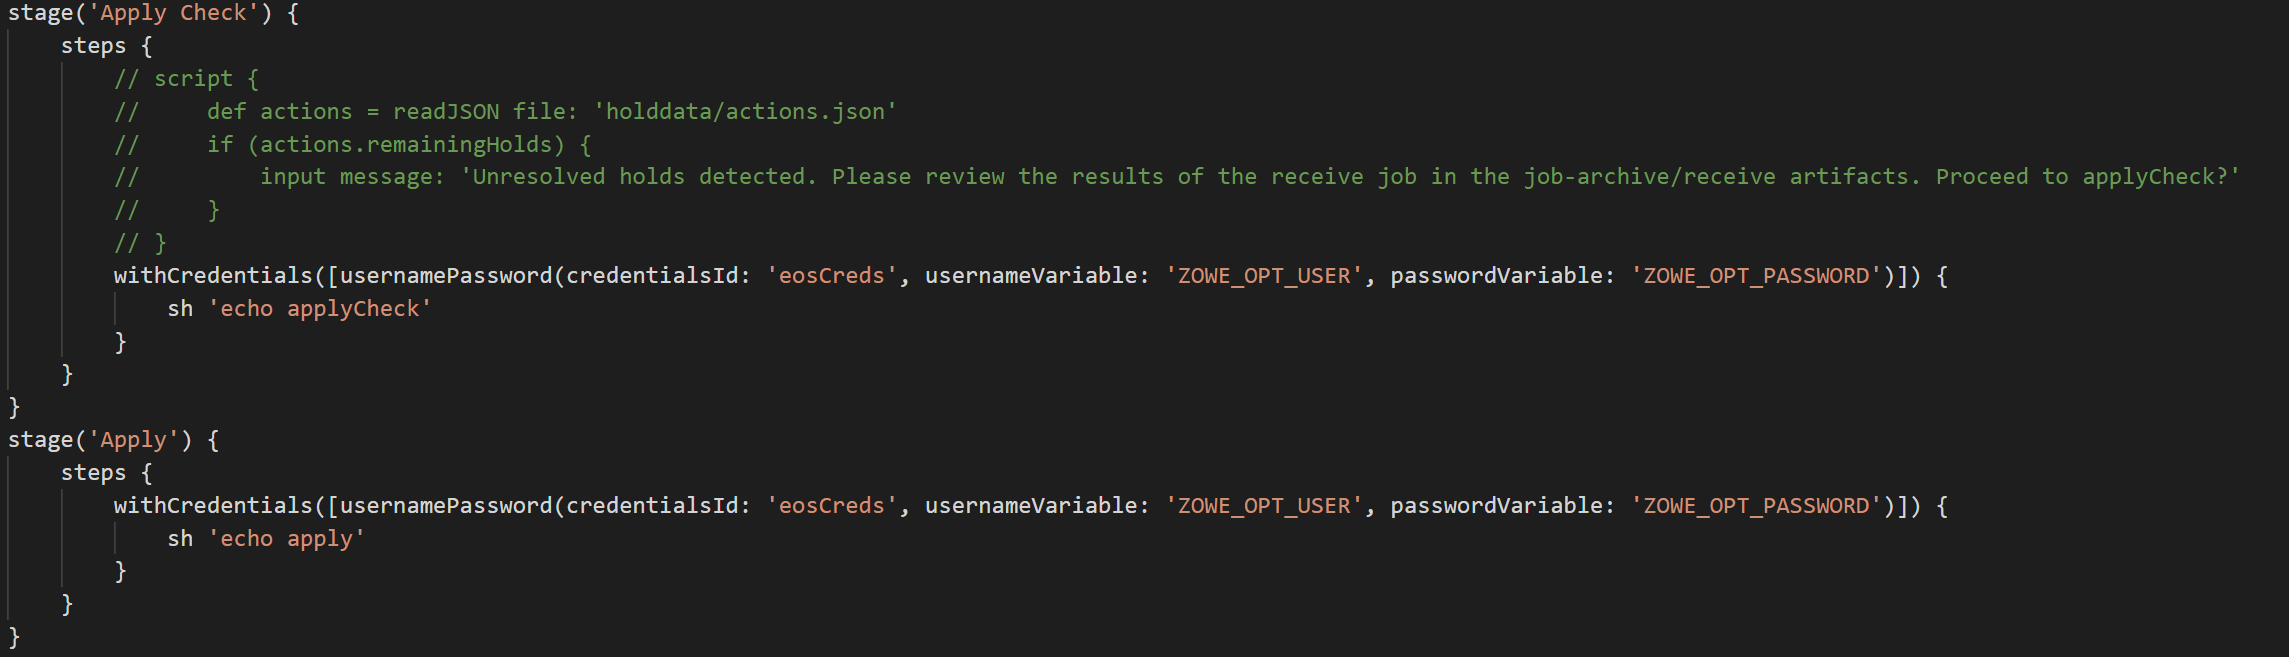 stage('Apply Check') {
    steps {
        // script {
        //     def actions = readJSON file: 'holddata/actions.json'
        //     if (actions.remainingHolds) {
        //         input message: 'Unresolved holds detected. Please review the results of the receive job in the job-archive/receive artifacts. Proceed to applyCheck?'
        //     }
        // }
        withCredentials([usernamePassword(credentialsId: 'eosCreds', usernameVariable: 'ZOWE_OPT_USER', passwordVariable: 'ZOWE_OPT_PASSWORD')]) {
            sh 'echo applyCheck'
        }
    }
}
stage('Apply') {
    steps {
        withCredentials([usernamePassword(credentialsId: 'eosCreds', usernameVariable: 'ZOWE_OPT_USER', passwordVariable: 'ZOWE_OPT_PASSWORD')]) {
            sh 'echo apply'
        }
    }
}